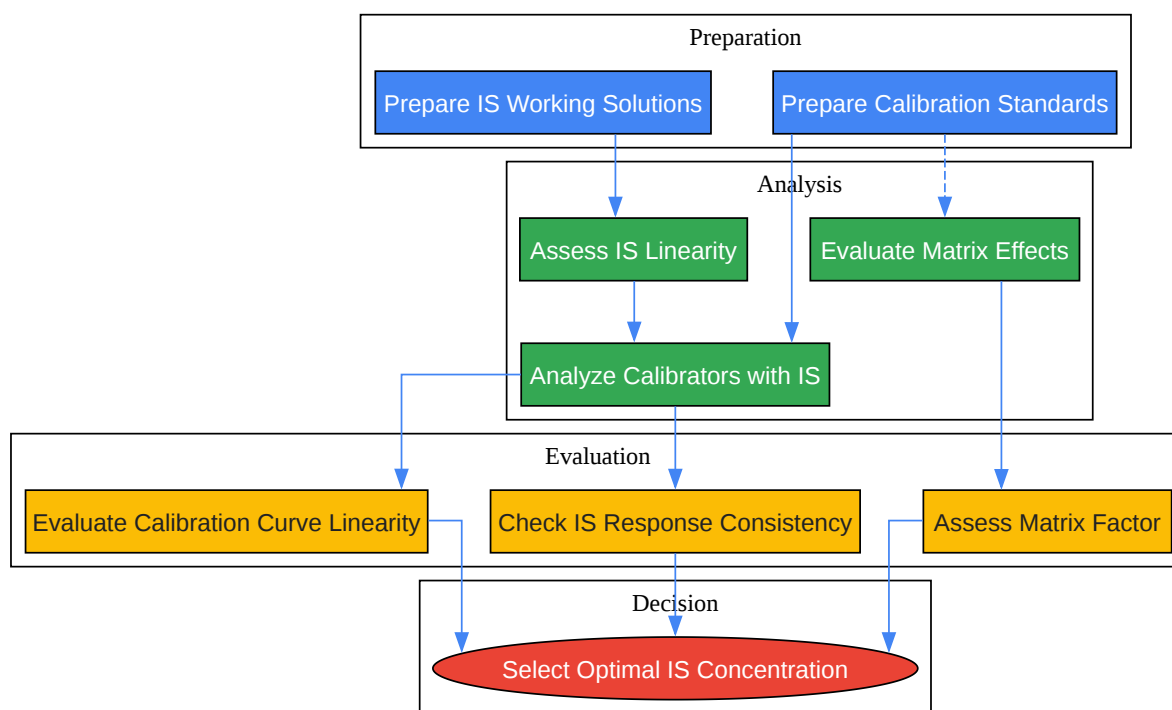 Preparation
Prepare IS Working Solutions
Prepare Calibration Standards
Analysis
Assess IS Linearity
Evaluate Matrix Effects
Analyze Calibrators with IS
Evaluation
Evaluate Calibration Curve Linearity
Check IS Response Consistency
Assess Matrix Factor
Decision
Select Optimal IS Concentration